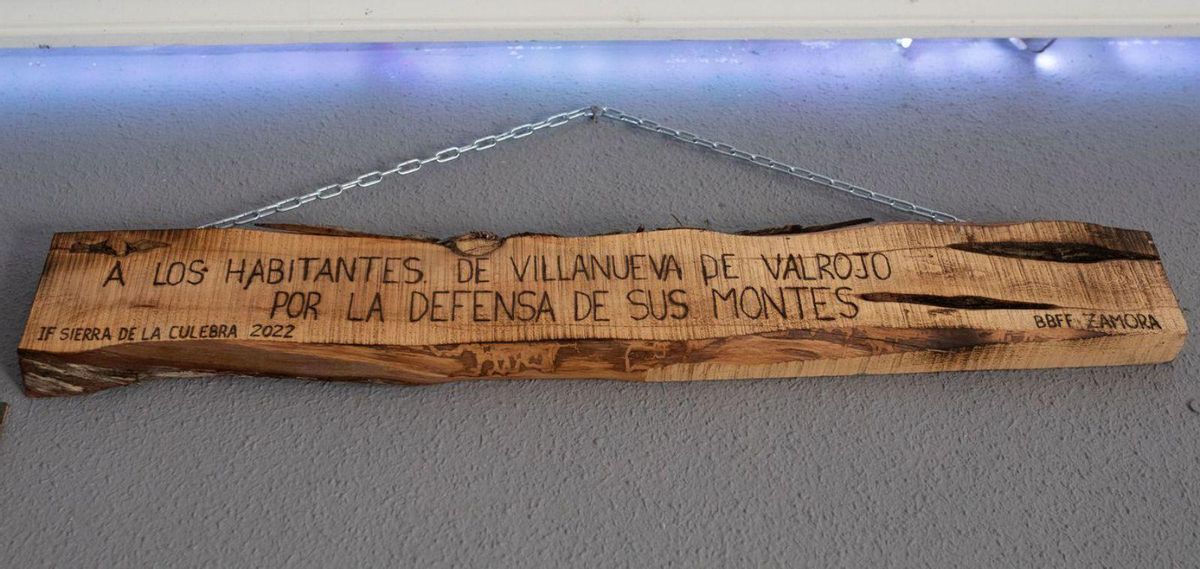 A LOS HABITANTES. DE VILLANUEVA DE VALROJO
POR LA DEFENSA DE SUS MONTES
IF SIERRA DE LA CULEBRA 2022
BBFF. ZAMORA